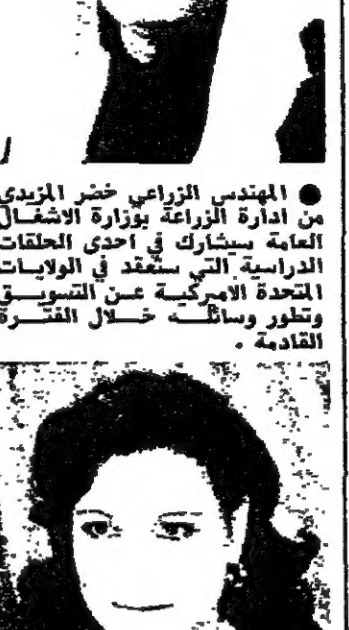 ● المهندس الزراعي خضر المزيدي
من ادارة الزراعة بوزارة الاشغال
العامة سيشارك في احدى الحلقات
الدراسية التي ستعقد في الولايات
المتحدة الاميركية عن التسويق
وتطور وسائله خلال الفترة
القادمة .